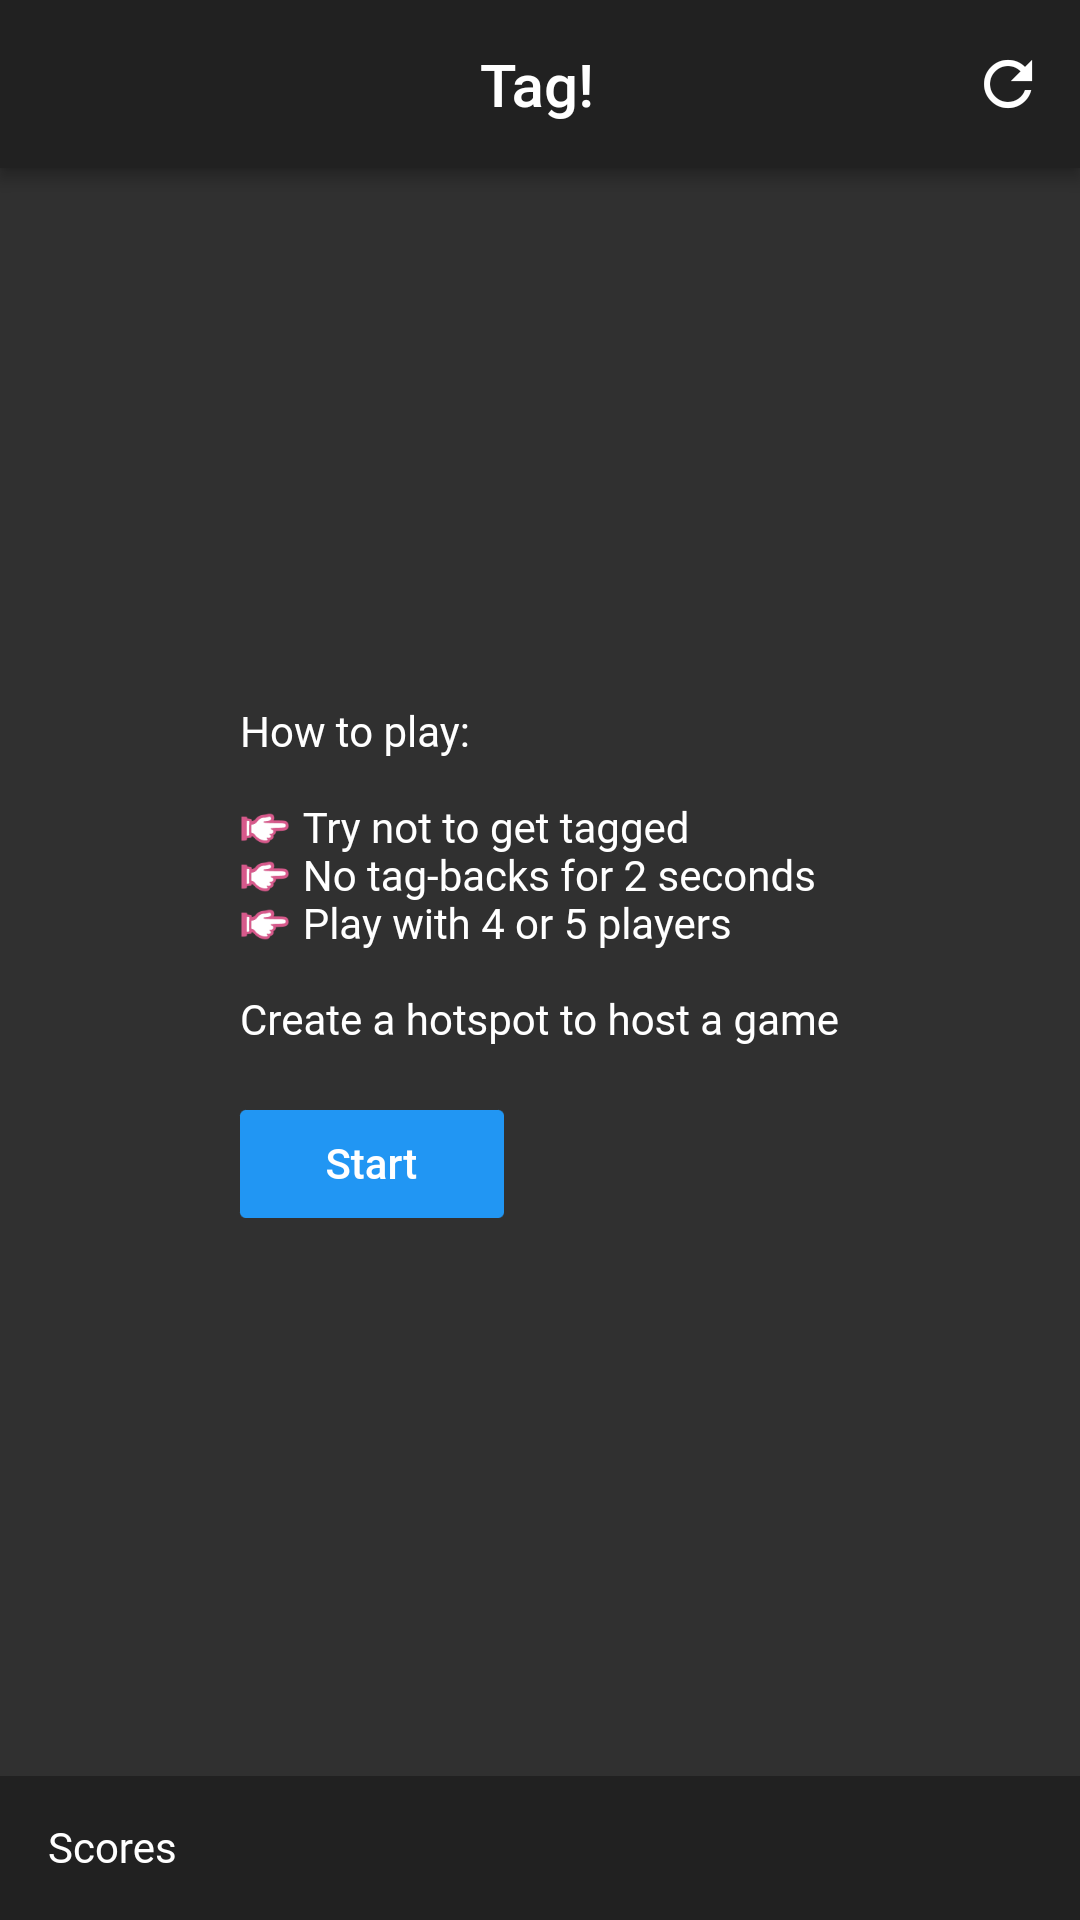 Tag!
How to play:
👉 Try not to get tagged
👉 No tag-backs for 2 seconds
👉 Play with 4 or 5 players
Create a hotspot to host a game
Start
Scores